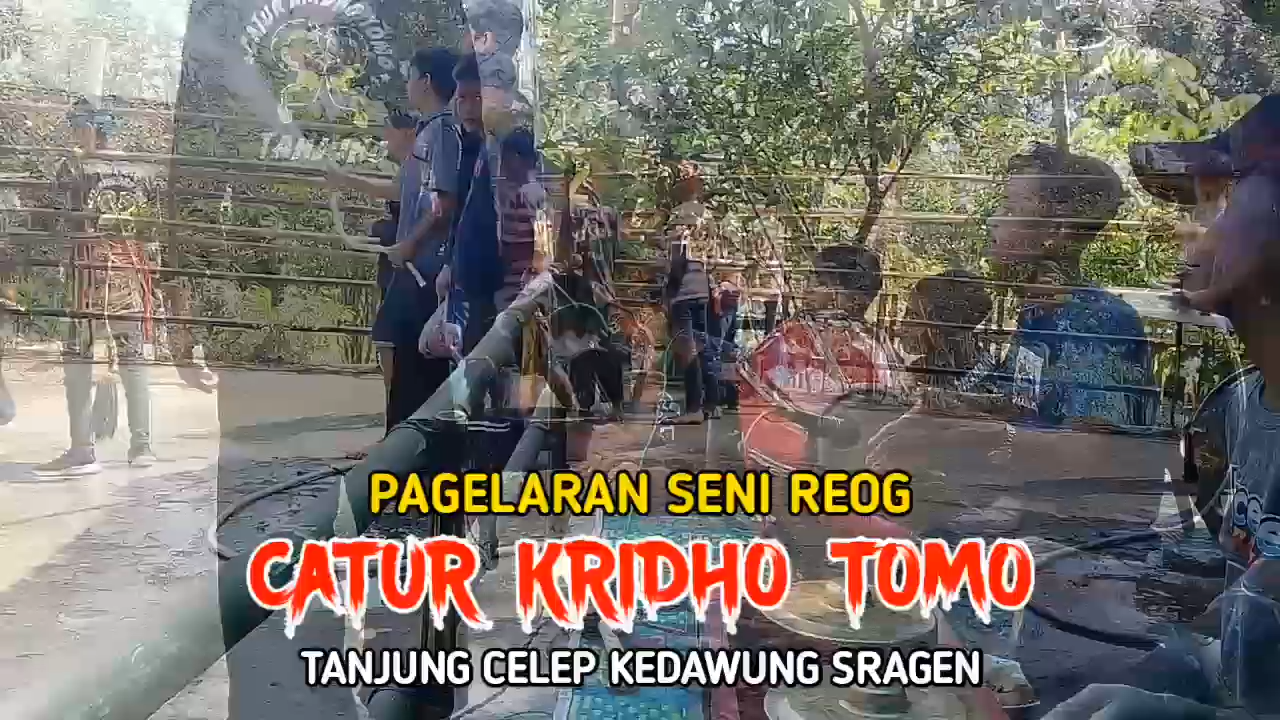 PAGELARAN SENI REOG
CATUR KRIDHO TOMO
TANJUNG CELEP KEDAWUNG SRAGEN